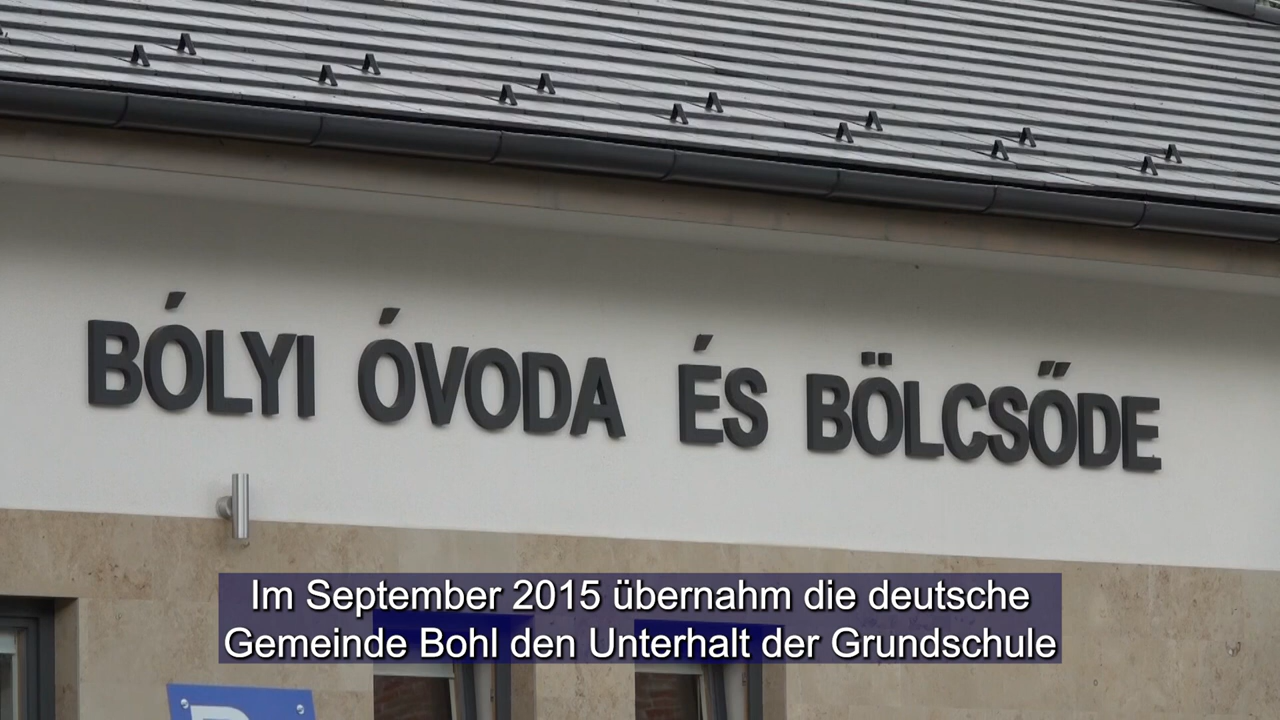 BÓLYI ÓVODA ÉS BÖLCSŐDE
Im September 2015 übernahm die deutsche
Gemeinde Bohl den Unterhalt der Grundschule